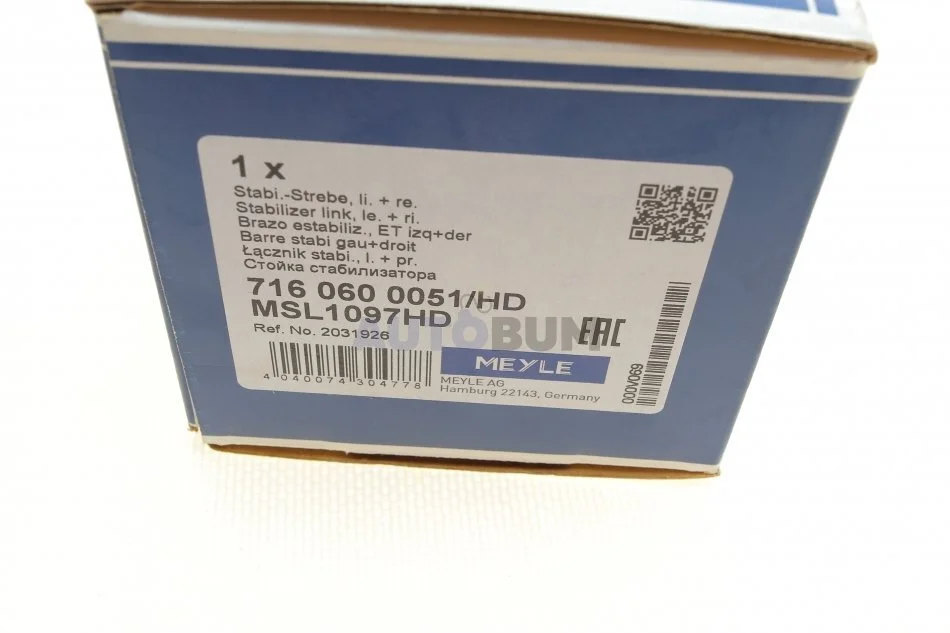 1 x
Stabi.-Strebe, li. + re.
Stabilizer link, le. + ri.
Brazo estabiliz., ET izq+der
Barre stabi gau+droit
Łącznik stabi., l. + pr.
Стойка стабилизатора
716 060 0051/HD
MSL1097HD
AUTOBUM
EAC
Ref. No. 2031926
MEYLE
4 040074 304778
MEYLE AG
Hamburg 22143, Germany
000V069